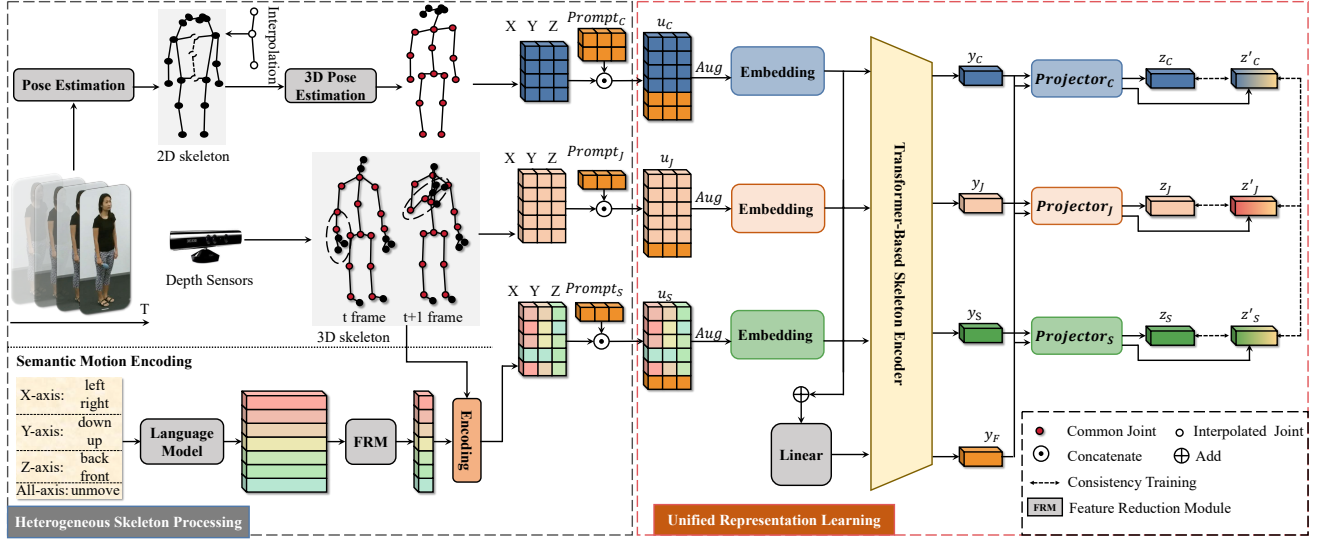 Interpolation
Pose Estimation
3D Pose
Estimation
2D skeleton
X Y Z
Prompt_C
u_C
Aug
Embedding
y_C
Projector_C
z_C
z'_C
Depth Sensors
T
t frame
t+1 frame
3D skeleton
X Y Z
Prompt_J
u_J
Aug
Embedding
Transformer-Based Skeleton Encoder
y_J
Projector_J
z_J
z'_J
X Y Z
Prompt_S
u_S
Aug
Embedding
y_S
Projector_S
z_S
z'_S
Semantic Motion Encoding
X-axis: left
right
Y-axis: down
up
Z-axis: back
front
All-axis: unmove
Language
Model
FRM
Encoding
Linear
y_F
Common Joint
Interpolated Joint
Concatenate
Add
Consistency Training
FRM Feature Reduction Module
Heterogeneous Skeleton Processing
Unified Representation Learning